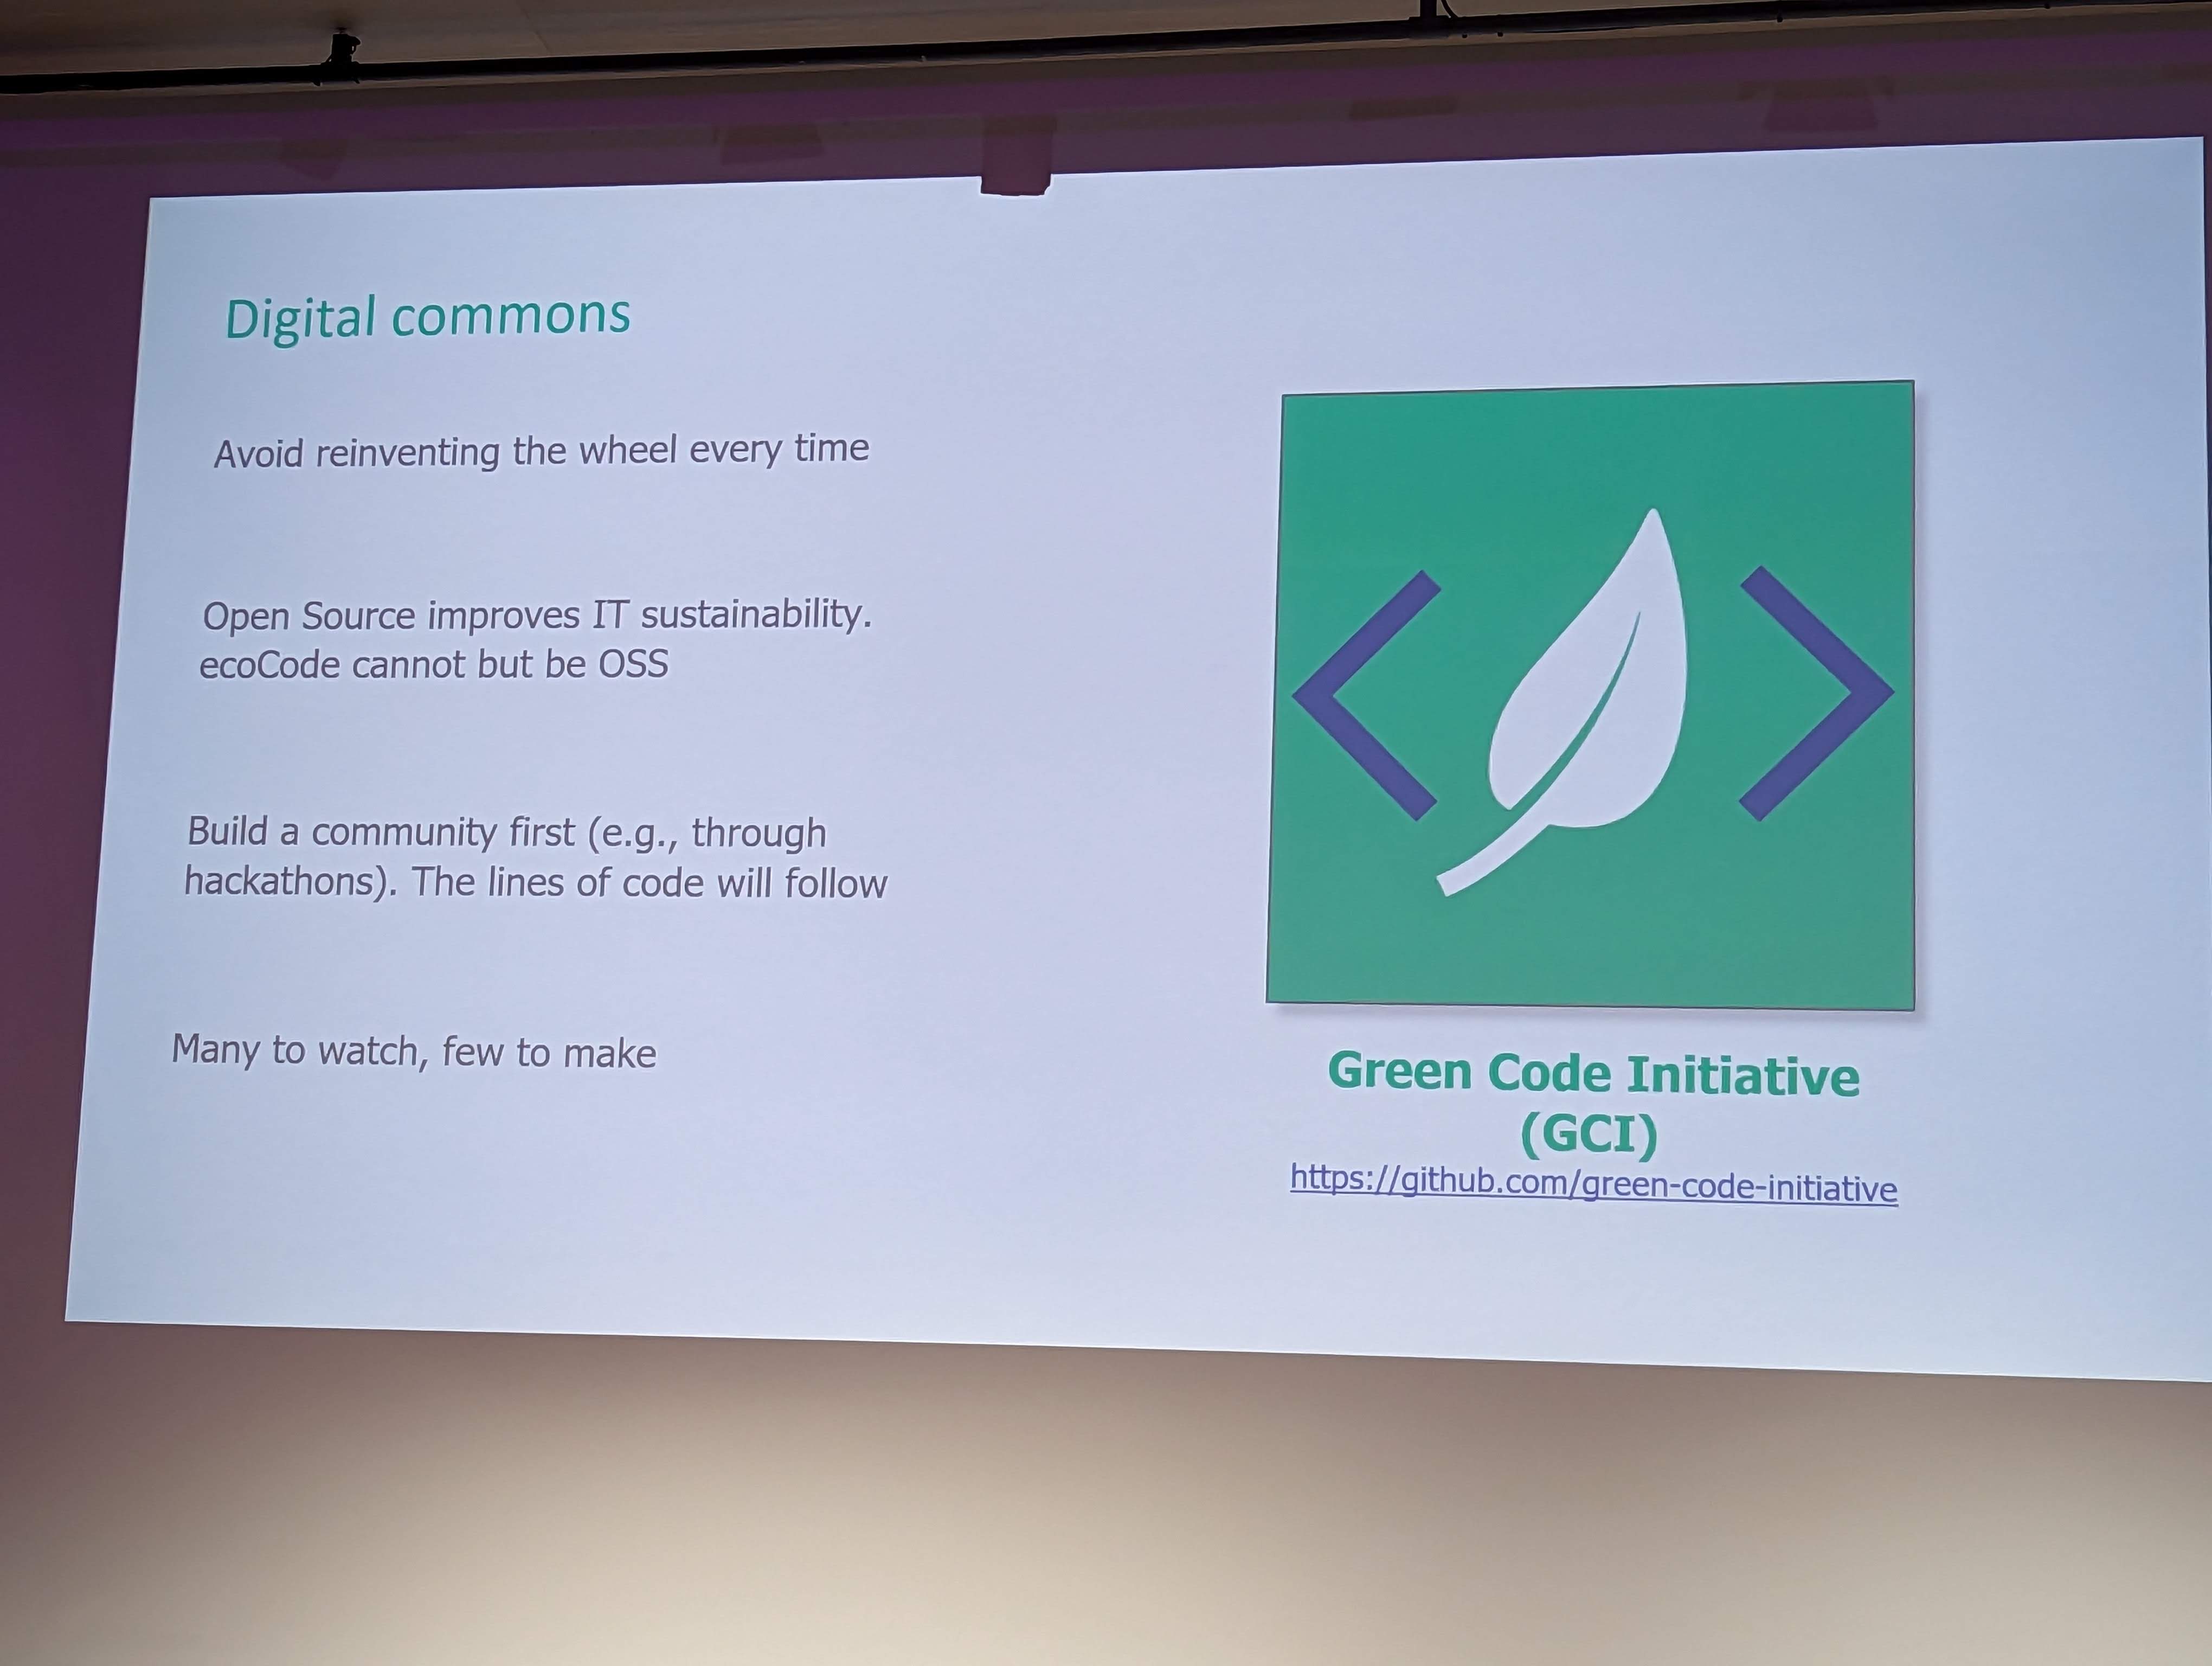 Digital commons
Avoid reinventing the wheel every time
Open Source improves IT sustainability.
ecoCode cannot but be OSS
Build a community first (e.g., through
hackathons). The lines of code will follow
Many to watch, few to make
Green Code Initiative
(GCI)
https://github.com/green-code-initiative